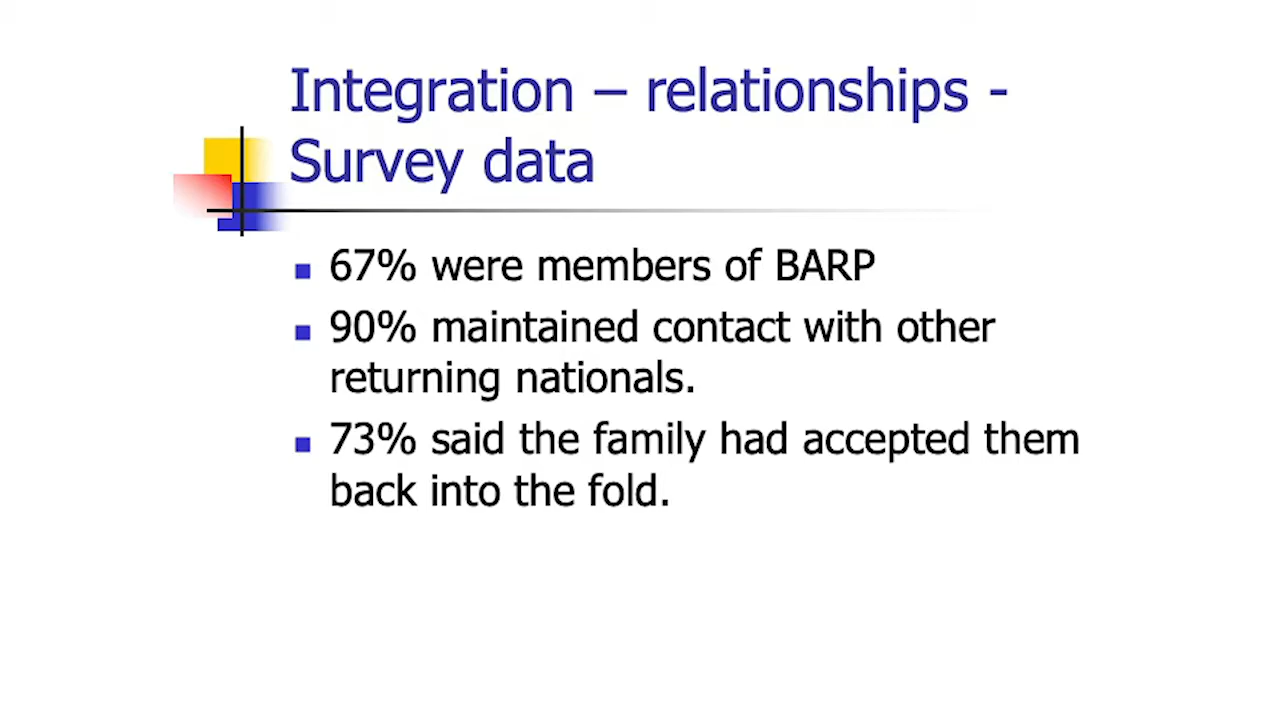 Integration – relationships -
Survey data
67% were members of BARP
90% maintained contact with other
returning nationals.
73% said the family had accepted them
back into the fold.